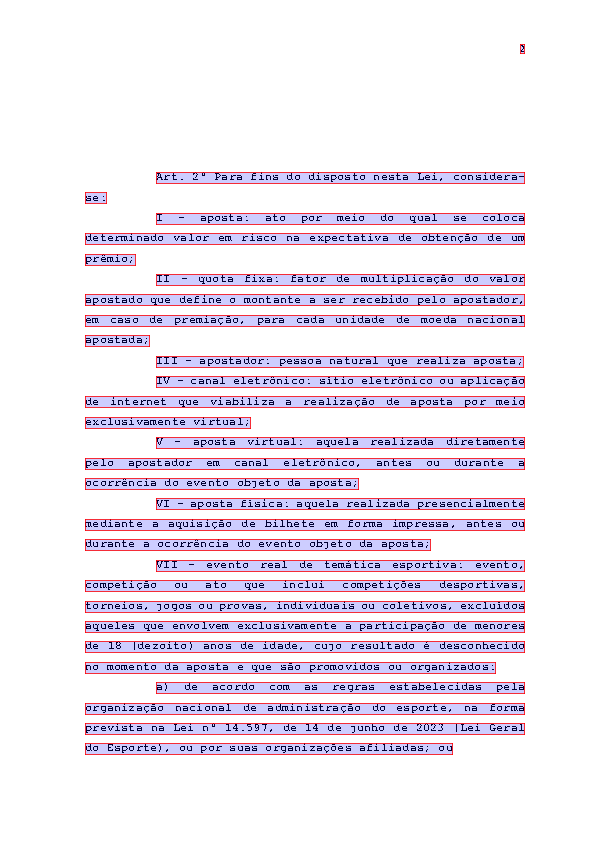 2
Art. 2º Para fins do disposto nesta Lei, considera-
se:
I – aposta: ato por meio do qual se coloca
determinado valor em risco na expectativa de obtenção de um
prêmio;
II – quota fixa: fator de multiplicação do valor
apostado que define o montante a ser recebido pelo apostador,
em caso de premiação, para cada unidade de moeda nacional
apostada;
III – apostador: pessoa natural que realiza aposta;
IV – canal eletrônico: sítio eletrônico ou aplicação
de internet que viabiliza a realização de aposta por meio
exclusivamente virtual;
V – aposta virtual: aquela realizada diretamente
pelo apostador em canal eletrônico, antes ou durante a
ocorrência do evento objeto da aposta;
VI – aposta física: aquela realizada presencialmente
mediante a aquisição de bilhete em forma impressa, antes ou
durante a ocorrência do evento objeto da aposta;
VII – evento real de temática esportiva: evento,
competição ou ato que inclui competições desportivas,
torneios, jogos ou provas, individuais ou coletivos, excluídos
aqueles que envolvem exclusivamente a participação de menores
de 18 (dezoito) anos de idade, cujo resultado é desconhecido
no momento da aposta e que são promovidos ou organizados:
a) de acordo com as regras estabelecidas pela
organização nacional de administração do esporte, na forma
prevista na Lei nº 14.597, de 14 de junho de 2023 (Lei Geral
do Esporte), ou por suas organizações afiliadas; ou